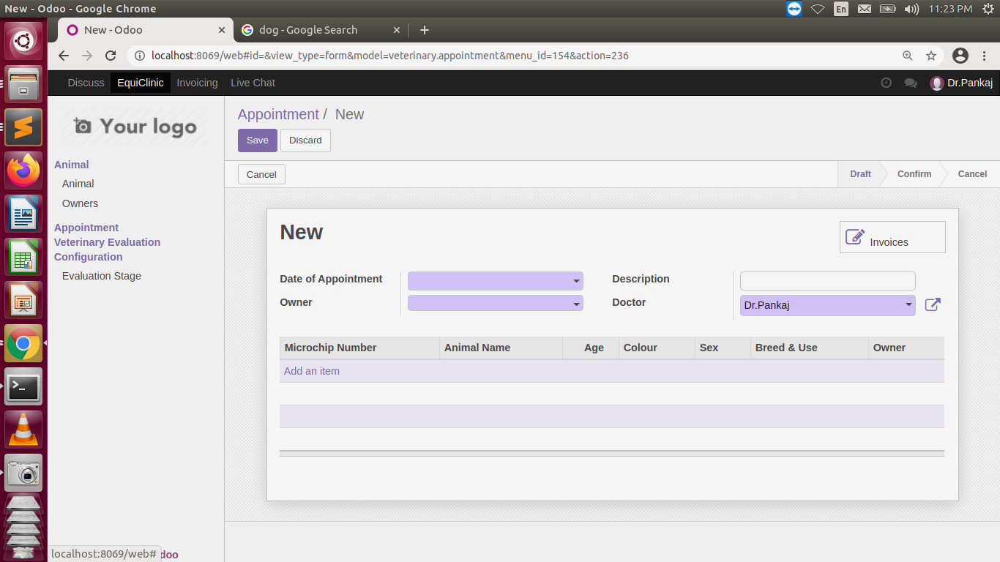 New - Odoo - Google Chrome
En
11:23 PM
New - Odoo
dog - Google Search
localhost:8069/web#id=&view_type=form&model=veterinary.appointment&menu_id=154&action=236
Discuss
EquiClinic
Invoicing
Live Chat
Dr.Pankaj
Your logo
Animal
Animal
Owners
Appointment
Veterinary Evaluation
Configuration
Evaluation Stage
Appointment / New
Save
Discard
Cancel
Draft
Confirm
Cancel
New
Invoices
Date of Appointment
Description
Owner
Doctor
Dr.Pankaj
Microchip Number
Animal Name
Age
Colour
Sex
Breed & Use
Owner
Add an item
localhost:8069/web#
doo